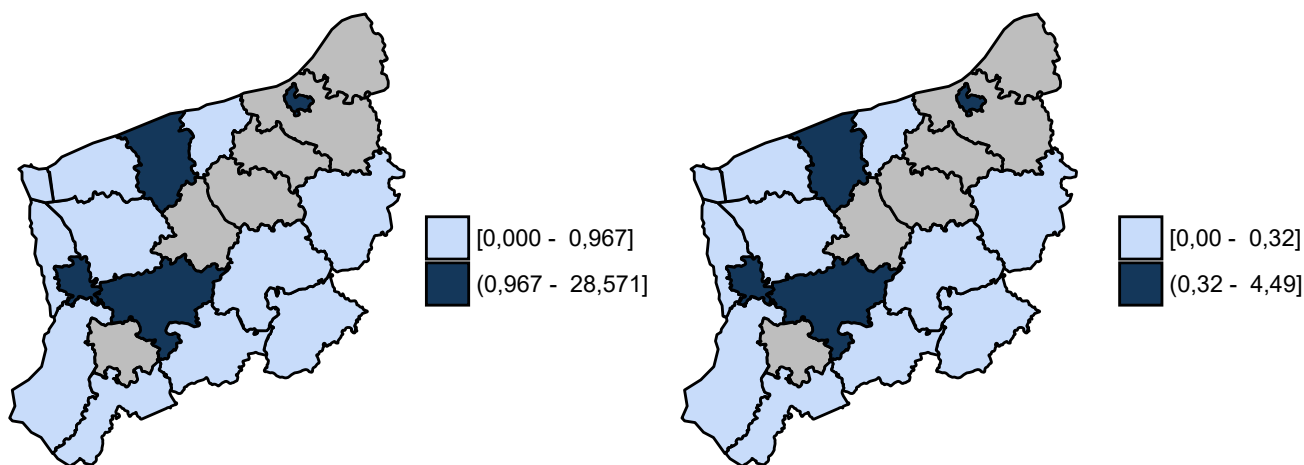 [0,000 -  0,967]
(0,967 -  28,571]
[0,00 -  0,32]
(0,32 -  4,49]